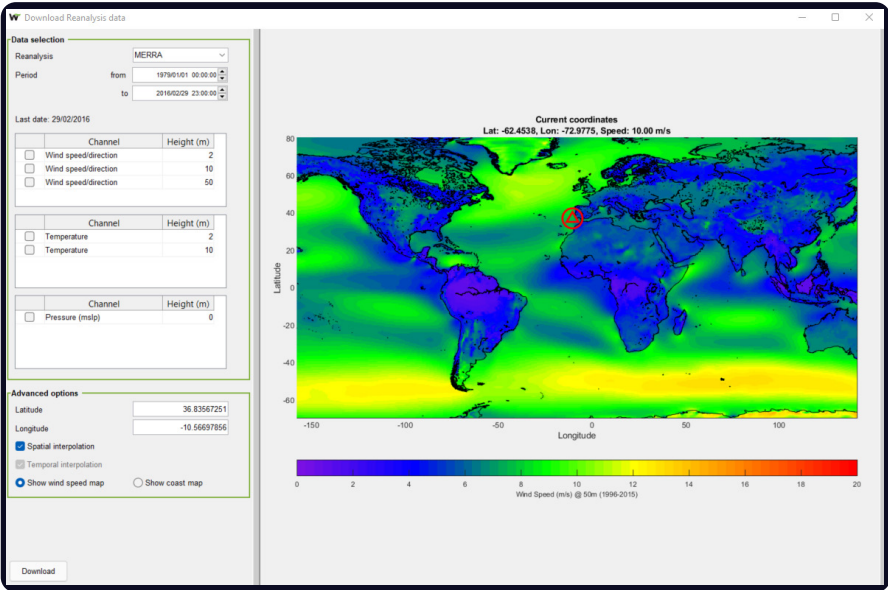 W Download Reanalysis data
Data selection
Reanalysis MERRA
Period from 1979/01/01 00:00:00
to 2016/02/29 23:00:00
Last date: 29/02/2016
Channel Height (m)
Wind speed/direction 2
Wind speed/direction 10
Wind speed/direction 50
Channel Height (m)
Temperature 2
Temperature 10
Channel Height (m)
Pressure (mslp) 0
Advanced options
Latitude 36.83567251
Longitude -10.56697856
Spatial interpolation
Temporal interpolation
Show wind speed map Show coast map
Download
Current coordinates
Lat: -62.4538, Lon: -72.9775, Speed: 10.00 m/s
80
60
40
20
0
-20
-40
-60
Latitude
-150 -100 -50 0 50 100
Longitude
0 2 4 6 8 10 12 14 16 18 20
Wind Speed (m/s) @ 50m (1996-2015)